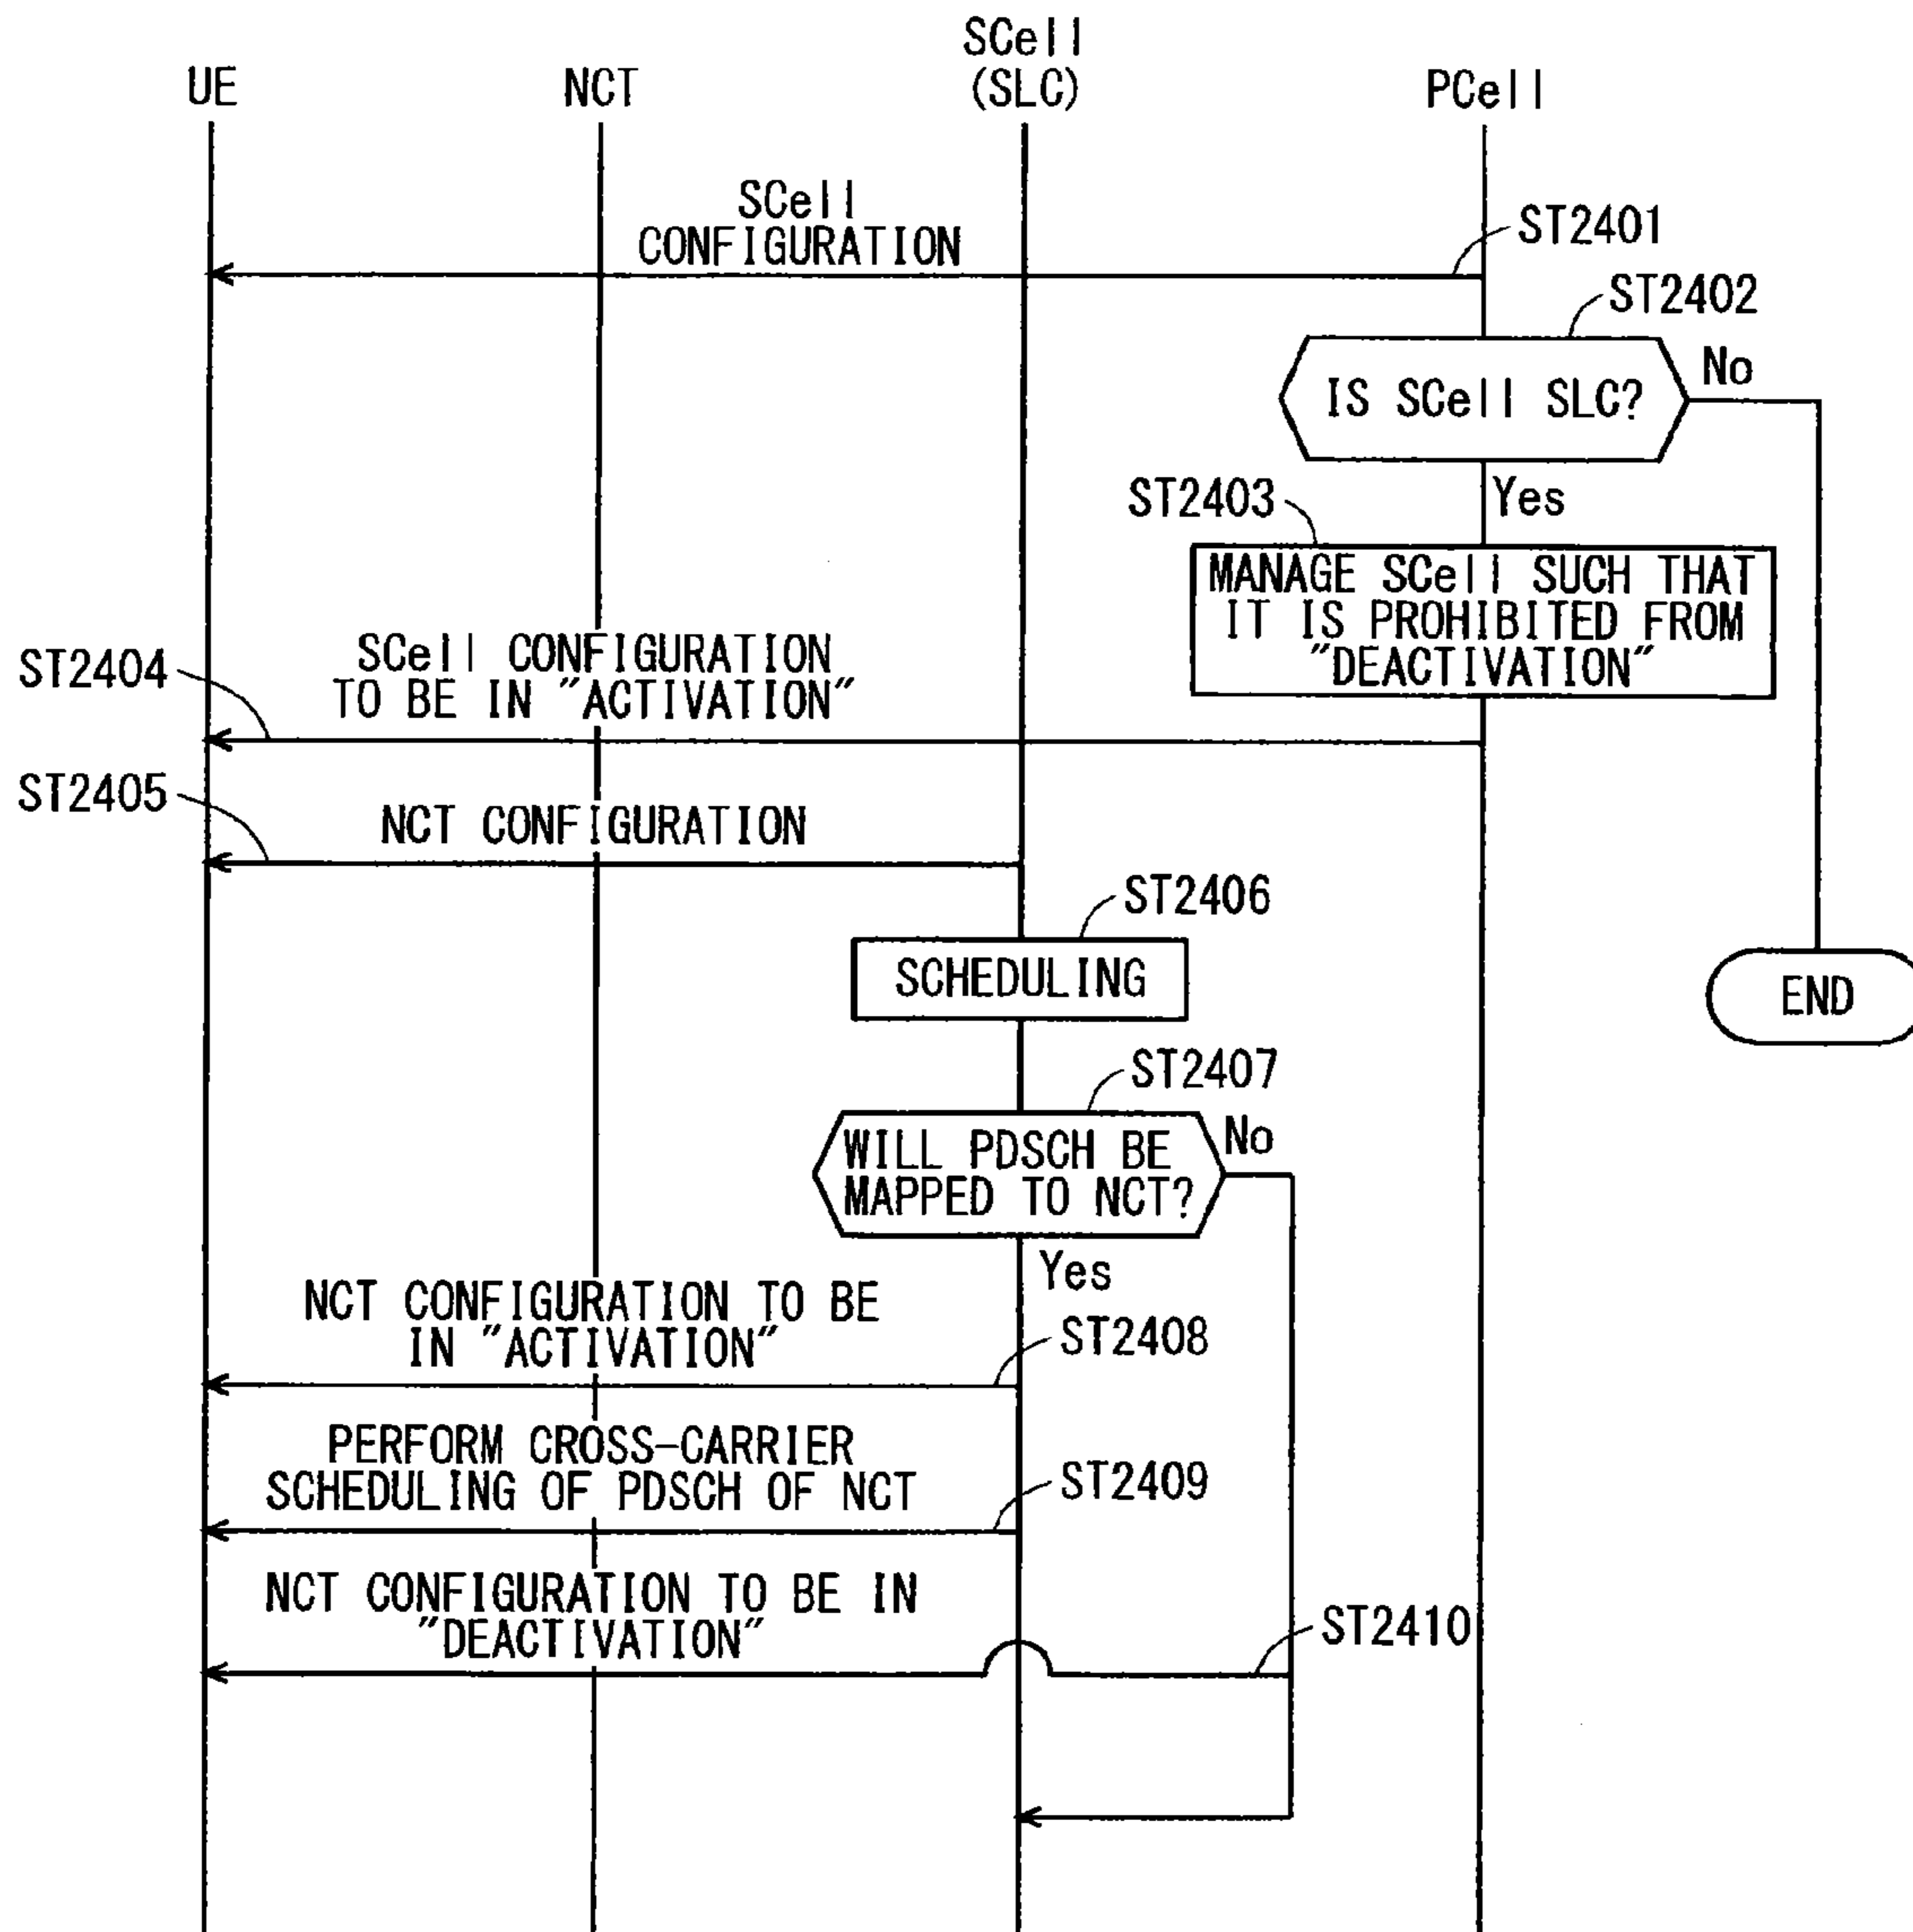 UE
NCT
SCell
(SLC)
PCell
SCell
CONFIGURATION
ST2401
ST2402
IS SCell SLC?
No
Yes
ST2403
MANAGE SCell SUCH THAT
IT IS PROHIBITED FROM
"DEACTIVATION"
ST2404
SCell CONFIGURATION
TO BE IN "ACTIVATION"
ST2405
NCT CONFIGURATION
ST2406
SCHEDULING
END
ST2407
WILL PDSCH BE
MAPPED TO NCT?
No
Yes
NCT CONFIGURATION TO BE
IN "ACTIVATION"
ST2408
PERFORM CROSS-CARRIER
SCHEDULING OF PDSCH OF NCT
ST2409
NCT CONFIGURATION TO BE IN
"DEACTIVATION"
ST2410